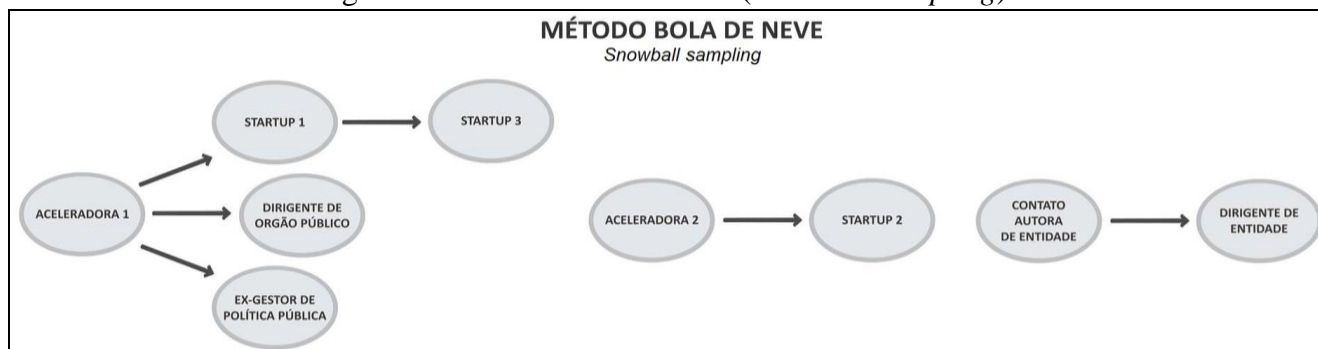 MÉTODO BOLA DE NEVE
Snowball sampling
STARTUP 1
STARTUP 3
ACELERADORA 1
DIRIGENTE DE
ORGÃO PÚBLICO
EX-GESTOR DE
POLÍTICA PÚBLICA
ACELERADORA 2
STARTUP 2
CONTATO
AUTORA
DE ENTIDADE
DIRIGENTE DE
ENTIDADE